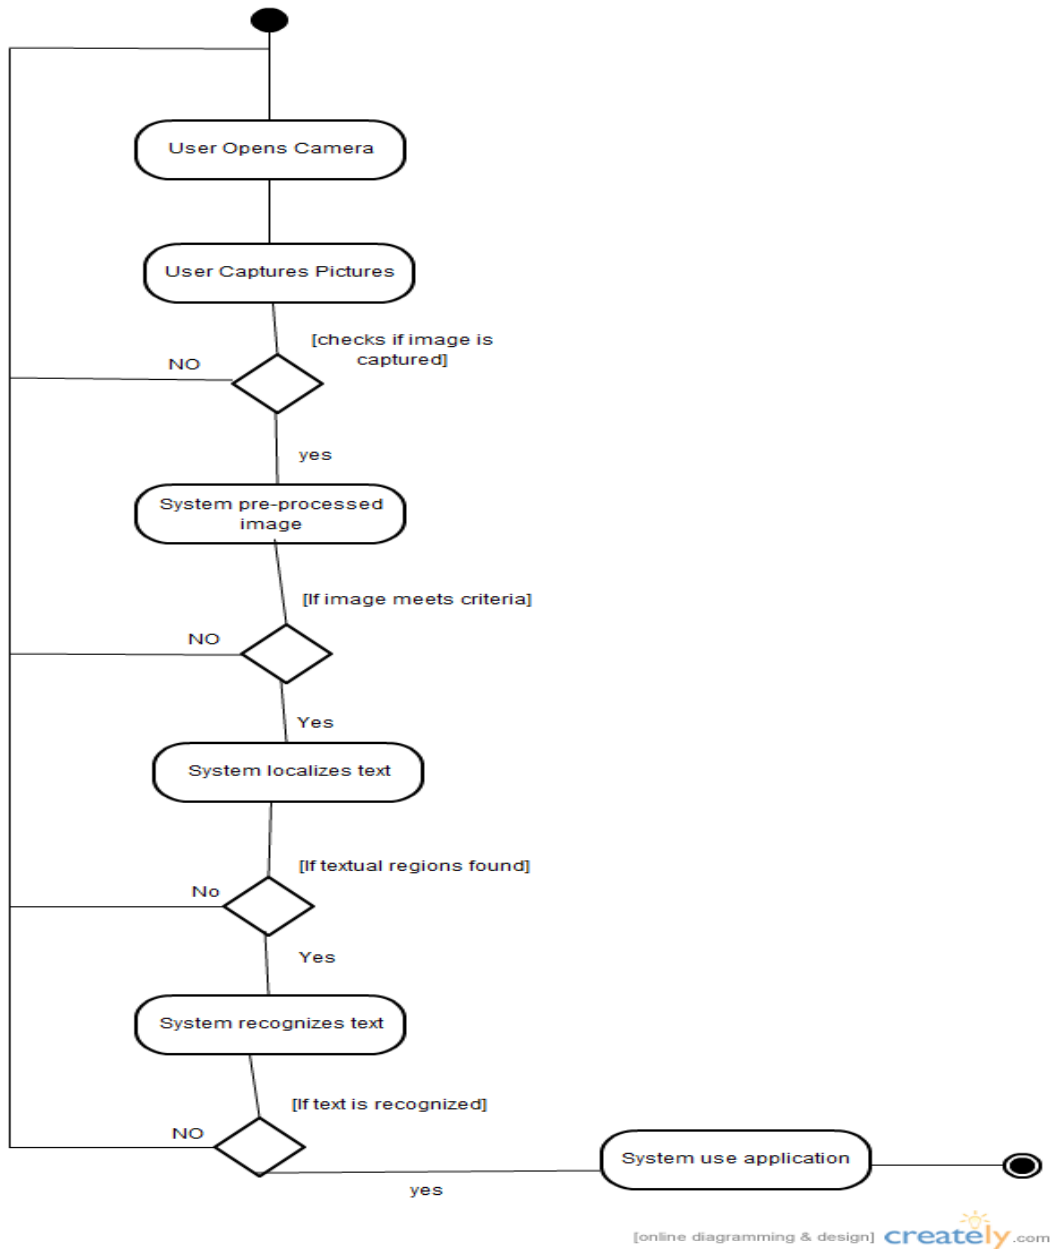 User Opens Camera
User Captures Pictures
[checks if image is
captured]
NO
yes
System pre-processed
image
[If image meets criteria]
NO
Yes
System localizes text
[If textual regions found]
No
Yes
System recognizes text
[If text is recognized]
NO
System use application
yes
[online diagramming & design] creately.com